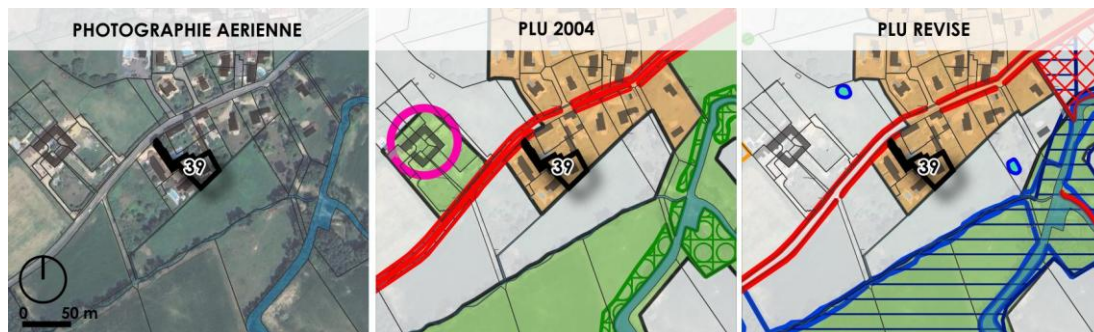 PHOTOGRAPHIE AERIENNE
PLU 2004
PLU REVISE
39
39
39
0 50 m